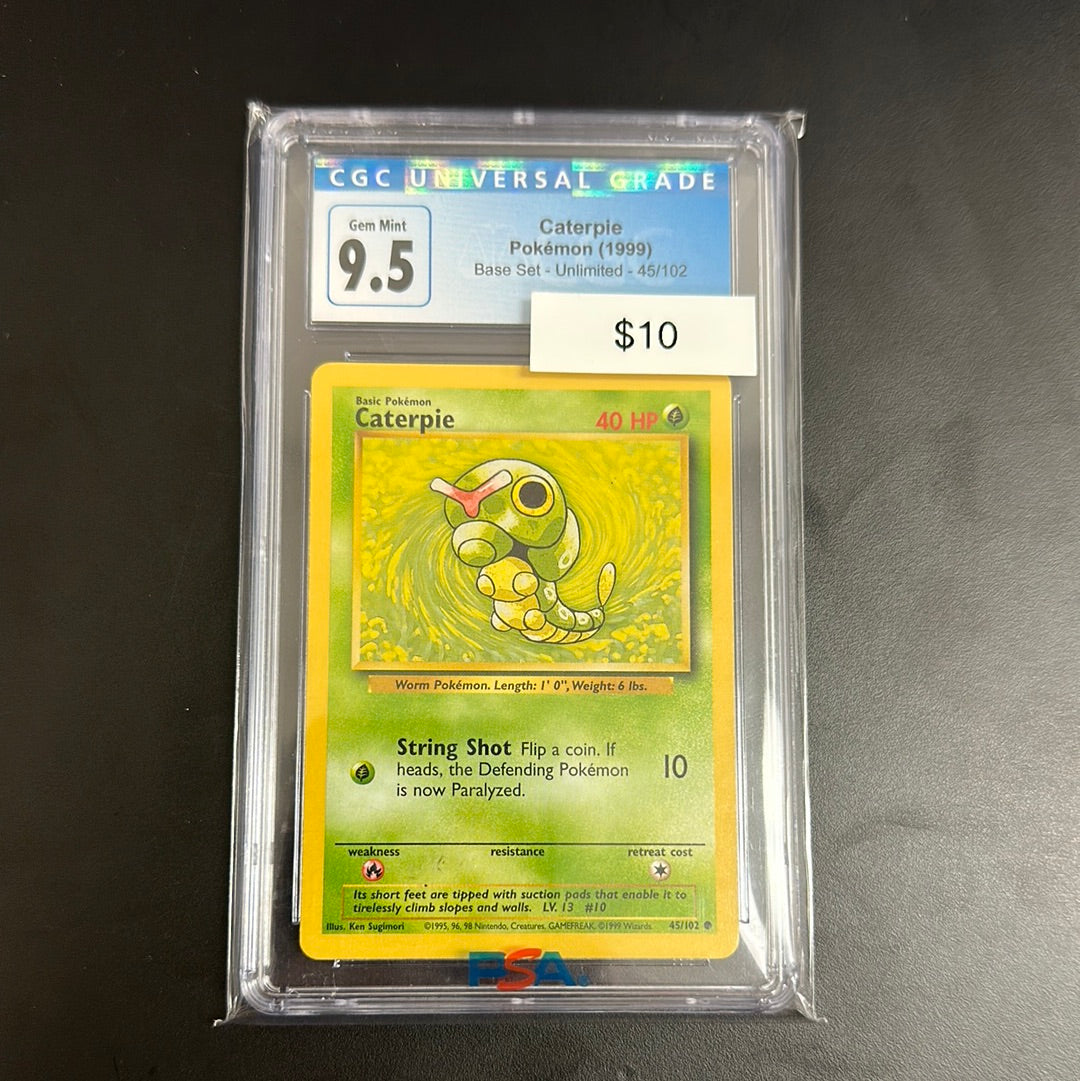 CGC UNIVERSAL GRADE
Gem Mint
9.5
Caterpie
Pokémon (1999)
Base Set - Unlimited - 45/102
$10
Basic Pokémon
Caterpie
40 HP
Worm Pokémon. Length: 1' 0", Weight: 6 lbs.
String Shot Flip a coin. If
heads, the Defending Pokémon
is now Paralyzed.
10
weakness
resistance
retreat cost
Its short feet are tipped with suction pads that enable it to
tirelessly climb slopes and walls. LV. 13 #10
Illus. Ken Sugimori ©1995, 96, 98 Nintendo, Creatures, GAMEFREAK. ©1999 Wizards. 45/102
PSA®